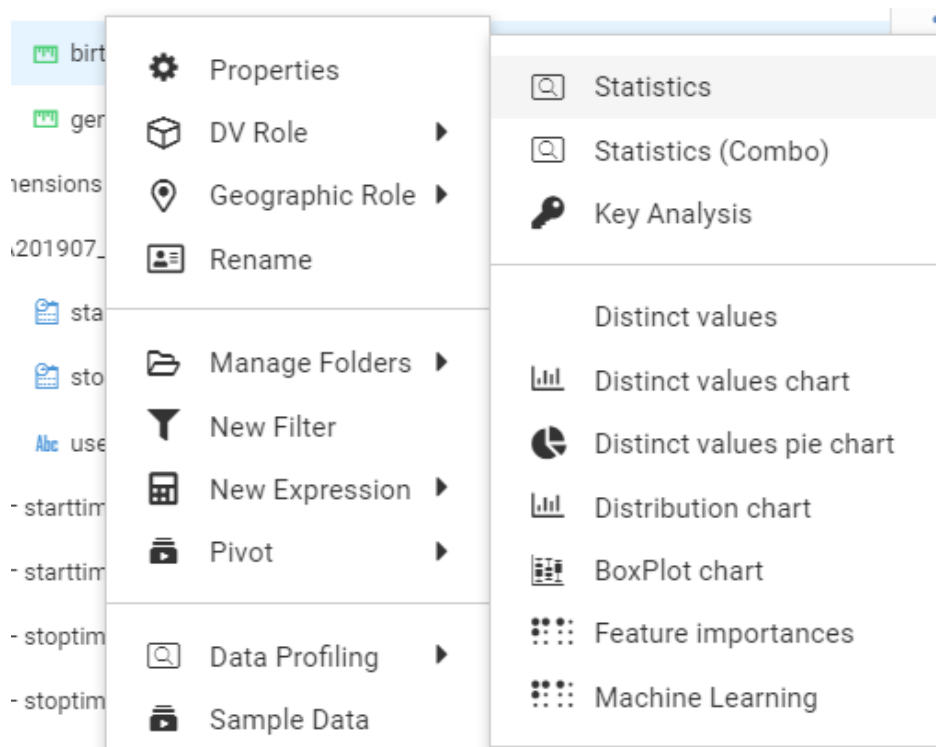 birt
ger
nensions
201907_
sta
sto
Abc use
- starttim
- starttim
- stoptim
- stoptim
Properties
DV Role
Geographic Role
Rename
Manage Folders
New Filter
New Expression
Pivot
Data Profiling
Sample Data
Statistics
Statistics (Combo)
Key Analysis
Distinct values
Distinct values chart
Distinct values pie chart
Distribution chart
BoxPlot chart
Feature importances
Machine Learning